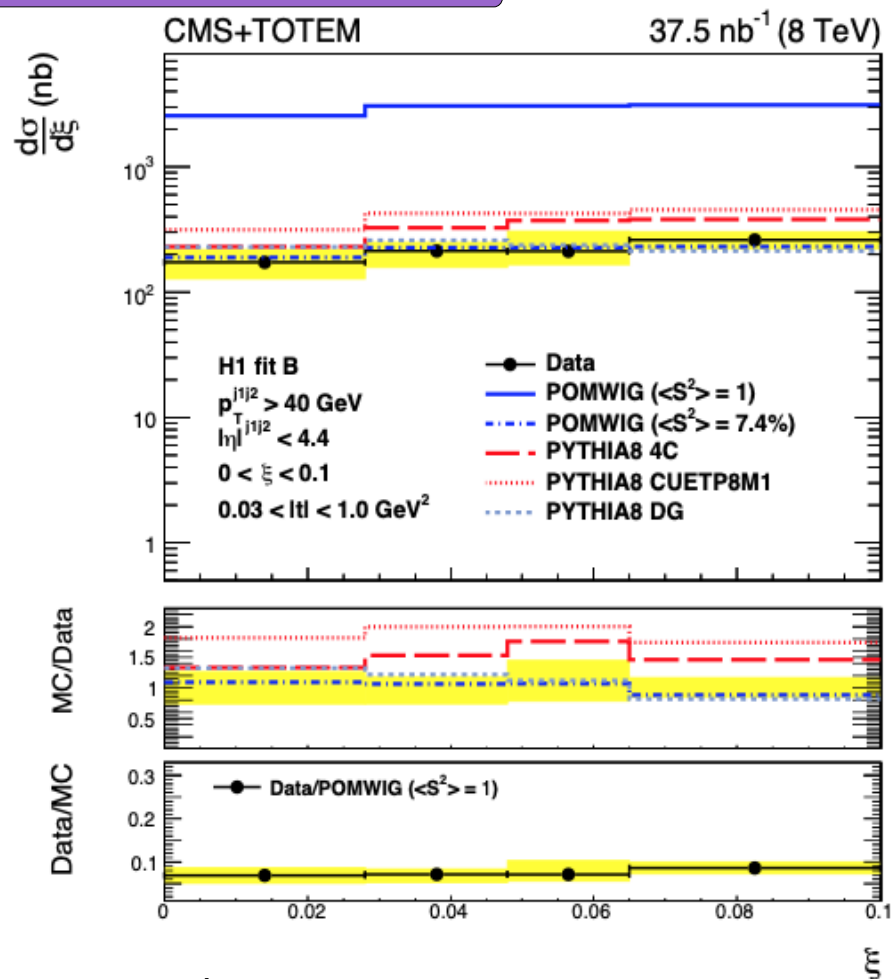 CMS+TOTEM 37.5 nb⁻¹ (8 TeV)
dσ/dξ (nb)
10³
10²
10
1
H1 fit B
p_T^{j1j2} > 40 GeV
|η|^{j1j2} < 4.4
0 < ξ < 0.1
0.03 < |t| < 1.0 GeV²
Data
POMWIG (<S²> = 1)
POMWIG (<S²> = 7.4%)
PYTHIA8 4C
PYTHIA8 CUETP8M1
PYTHIA8 DG
MC/Data
2
1.5
1
0.5
Data/MC
0.3
0.2
0.1
Data/POMWIG (<S²> = 1)
0 0.02 0.04 0.06 0.08 0.1
ξ